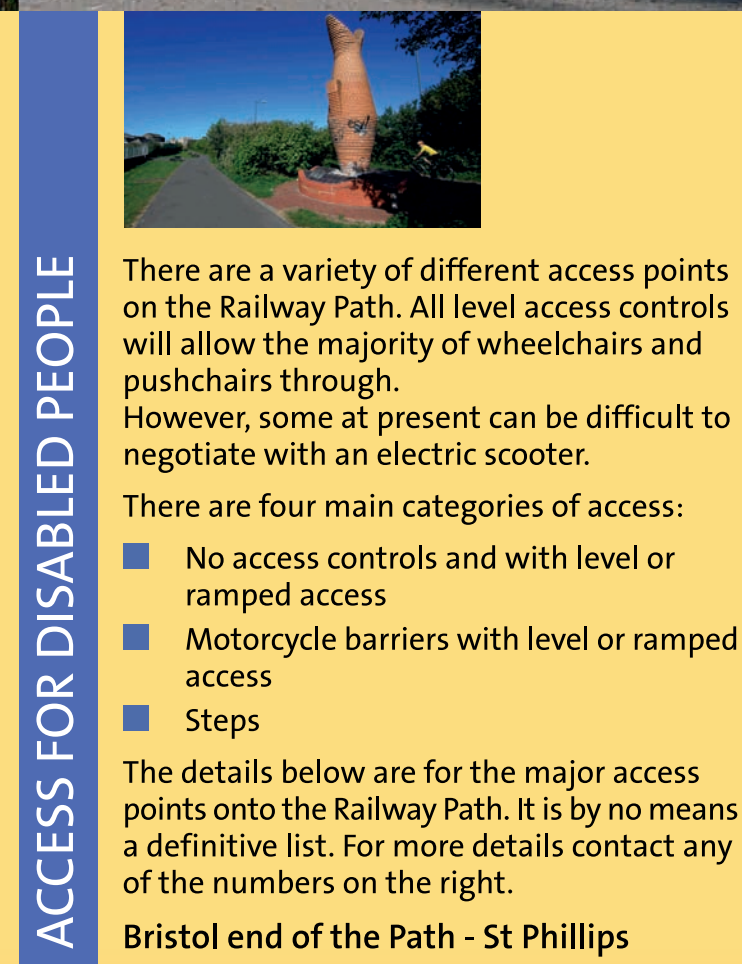 ACCESS FOR DISABLED PEOPLE
There are a variety of different access points
on the Railway Path. All level access controls
will allow the majority of wheelchairs and
pushchairs through.
However, some at present can be difficult to
negotiate with an electric scooter.
There are four main categories of access:
No access controls and with level or
ramped access
Motorcycle barriers with level or ramped
access
Steps
The details below are for the major access
points onto the Railway Path. It is by no means
a definitive list. For more details contact any
of the numbers on the right.
Bristol end of the Path - St Phillips